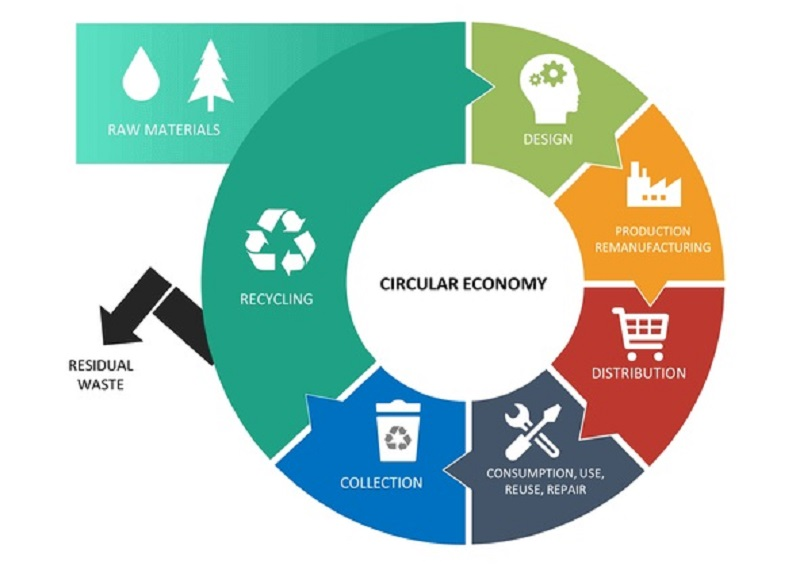 RAW MATERIALS
DESIGN
PRODUCTION
REMANUFACTURING
RECYCLING
CIRCULAR ECONOMY
DISTRIBUTION
RESIDUAL
WASTE
COLLECTION
CONSUMPTION, USE,
REUSE, REPAIR